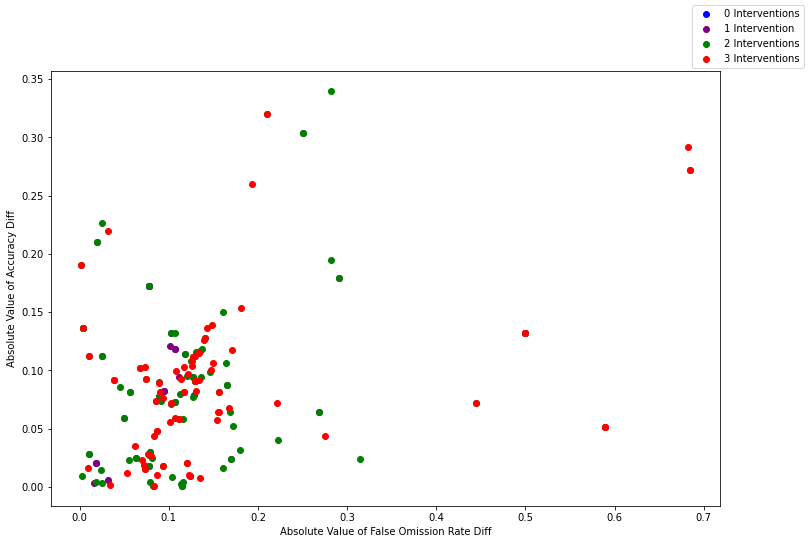 0 Interventions
1 Intervention
2 Interventions
3 Interventions
0.35
0.30
0.25
0.20
0.15
0.10
0.05
0.00
Absolute Value of Accuracy Diff
0.0 0.1 0.2 0.3 0.4 0.5 0.6 0.7
Absolute Value of False Omission Rate Diff